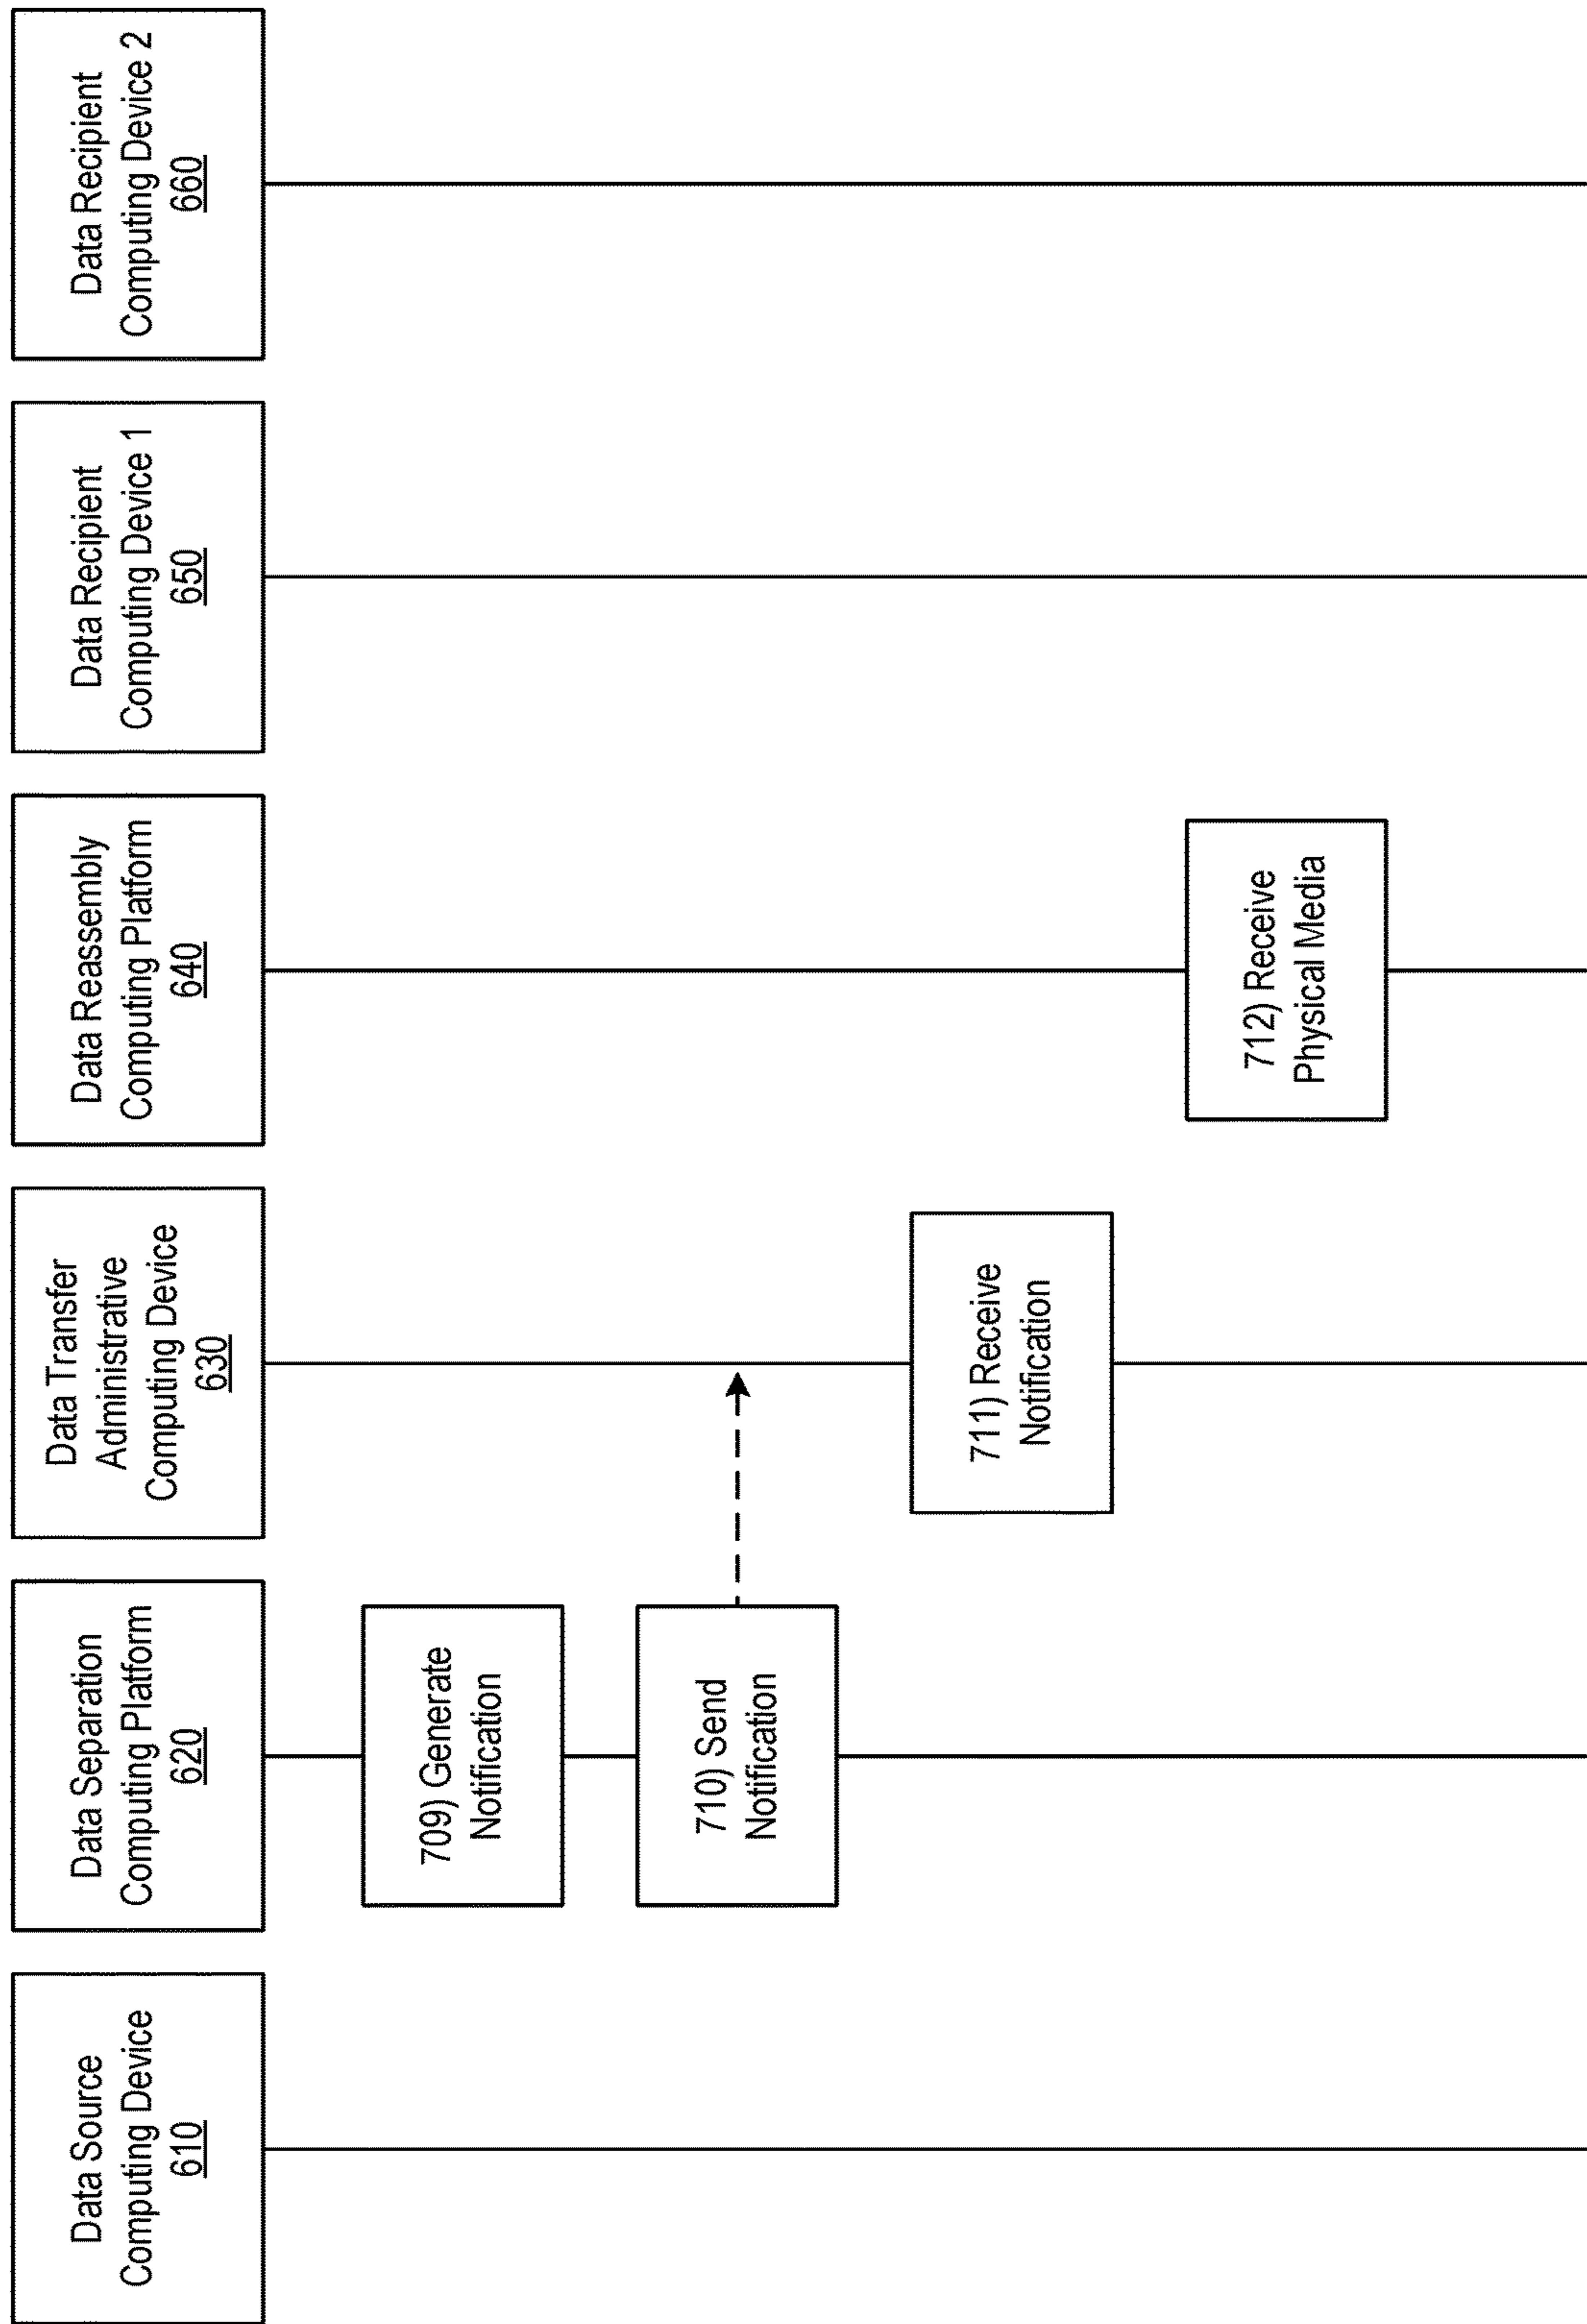 Data Source
Computing Device
610
Data Separation
Computing Platform
620
Data Transfer
Administrative
Computing Device
630
Data Reassembly
Computing Platform
640
Data Recipient
Computing Device 1
650
Data Recipient
Computing Device 2
660
709) Generate
Notification
710) Send
Notification
711) Receive
Notification
712) Receive
Physical Media